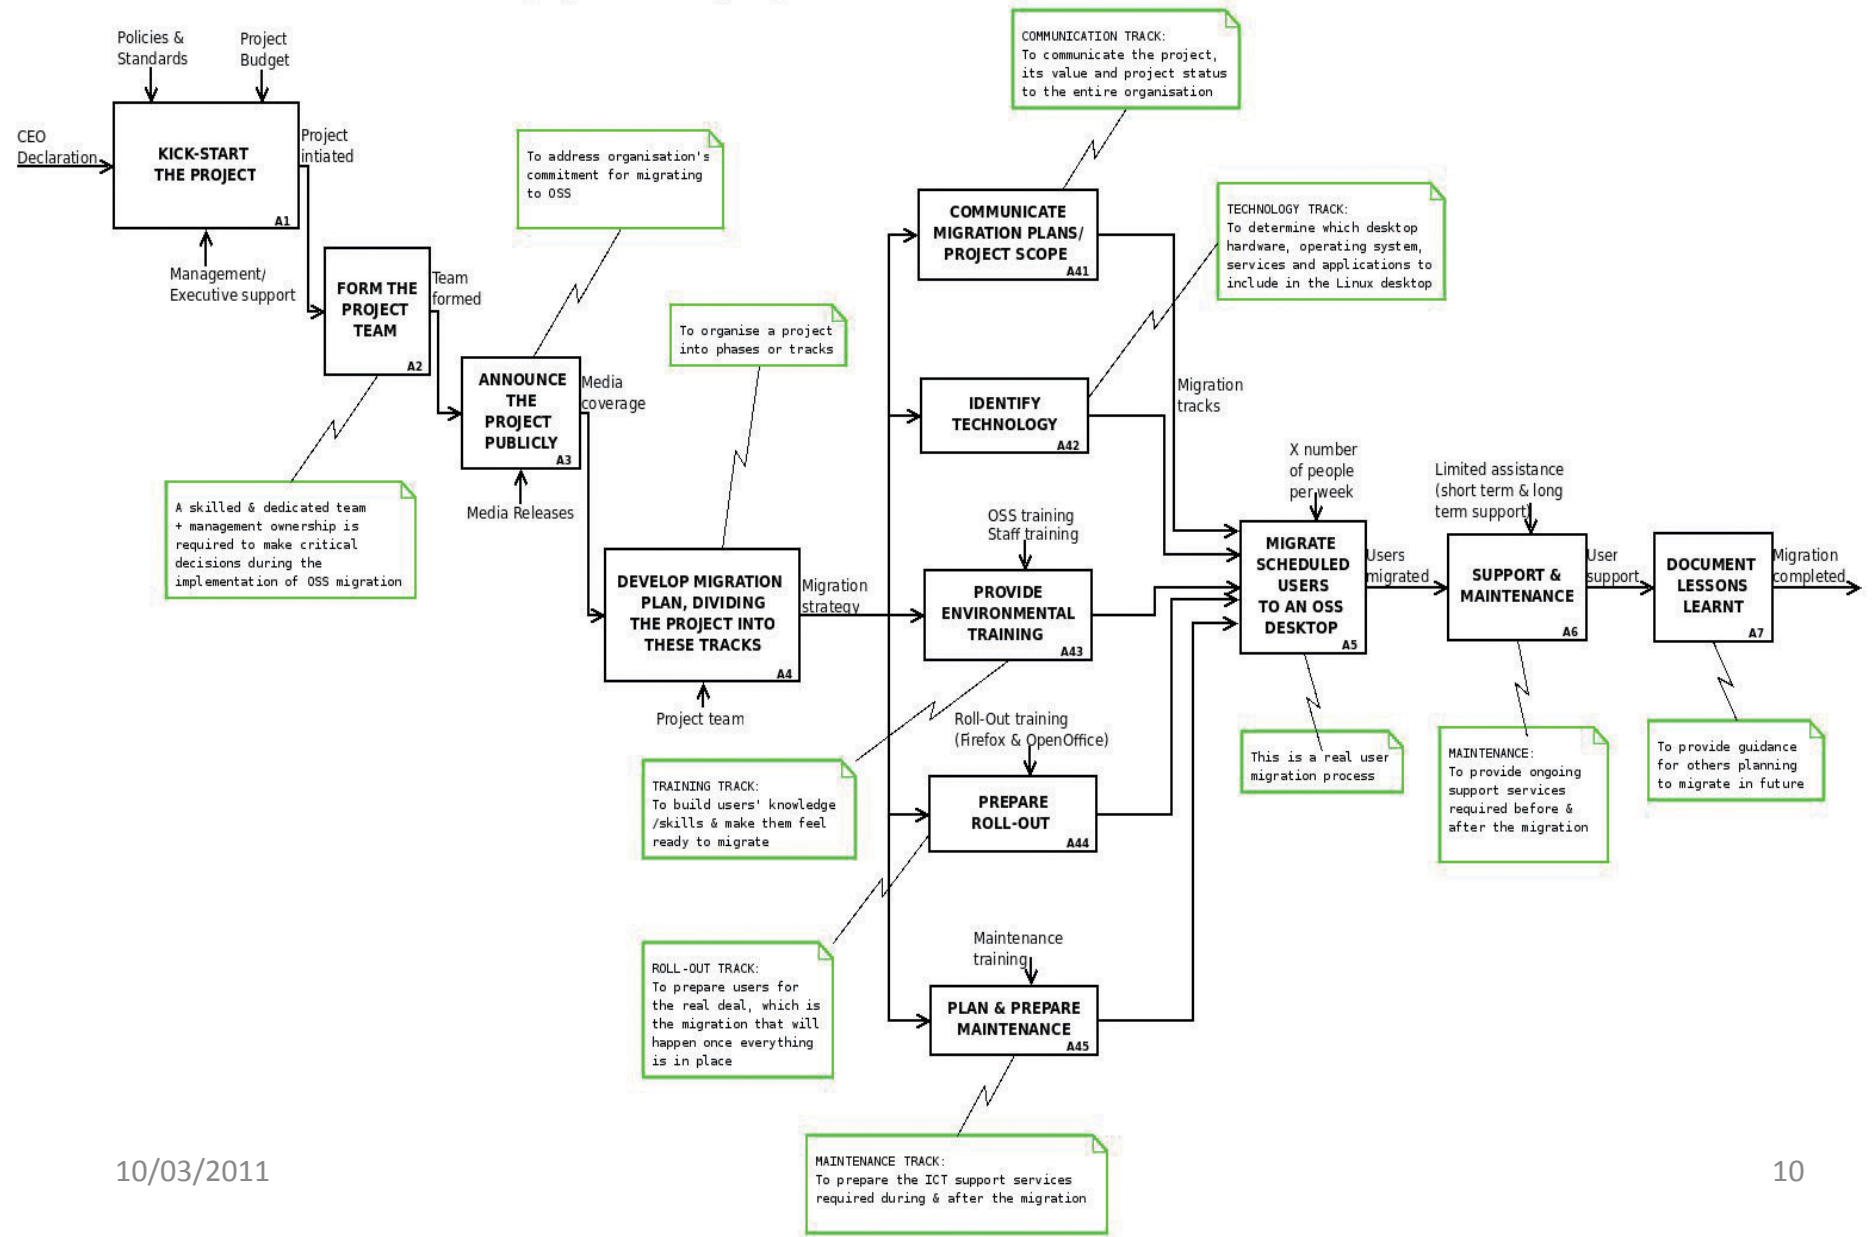 Policies &
Standards
Project
Budget
CEO
Declaration
KICK-START
THE PROJECT
A1
Project
intiated
Management/
Executive support
FORM THE
PROJECT
TEAM
A2
Team
formed
A skilled & dedicated team
+ management ownership is
required to make critical
decisions during the
implementation of OSS migration
To address organisation's
commitment for migrating
to OSS
ANNOUNCE
THE
PROJECT
PUBLICLY
A3
Media
coverage
Media Releases
To organise a project
into phases or tracks
DEVELOP MIGRATION
PLAN, DIVIDING
THE PROJECT INTO
THESE TRACKS
A4
Migration
strategy
Project team
COMMUNICATION TRACK:
To communicate the project,
its value and project status
to the entire organisation
COMMUNICATE
MIGRATION PLANS/
PROJECT SCOPE
A41
TECHNOLOGY TRACK:
To determine which desktop
hardware, operating system,
services and applications to
include in the Linux desktop
IDENTIFY
TECHNOLOGY
A42
Migration
tracks
OSS training
Staff training
PROVIDE
ENVIRONMENTAL
TRAINING
A43
TRAINING TRACK:
To build users' knowledge
/skills & make them feel
ready to migrate
Roll-Out training
(Firefox & OpenOffice)
PREPARE
ROLL-OUT
A44
ROLL-OUT TRACK:
To prepare users for
the real deal, which is
the migration that will
happen once everything
is in place
Maintenance
training
PLAN & PREPARE
MAINTENANCE
A45
MAINTENANCE TRACK:
To prepare the ICT support services
required during & after the migration
X number
of people
per week
MIGRATE
SCHEDULED
USERS
TO AN OSS
DESKTOP
A5
Users
migrated
This is a real user
migration process
Limited assistance
(short term & long
term support)
SUPPORT &
MAINTENANCE
A6
User
support
MAINTENANCE:
To provide ongoing
support services
required before &
after the migration
DOCUMENT
LESSONS
LEARNT
A7
Migration
completed
To provide guidance
for others planning
to migrate in future
10/03/2011
10